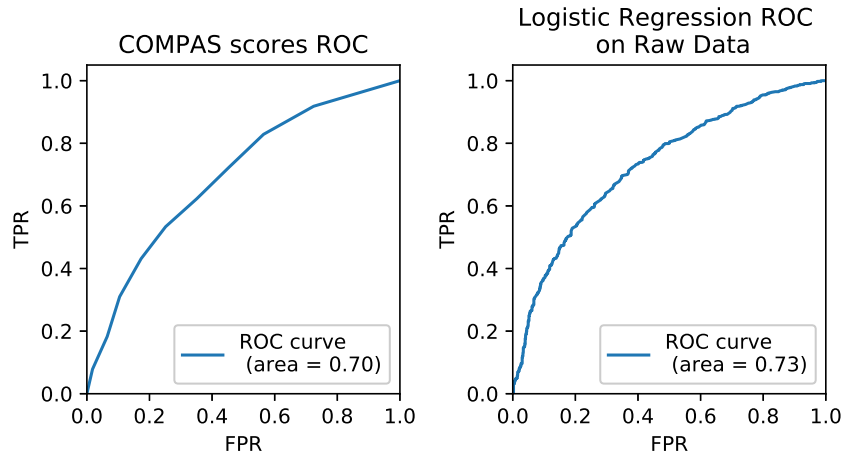 COMPAS scores ROC
1.0
0.8
0.6
0.4
0.2
0.0
TPR
ROC curve
(area = 0.70)
0.0 0.2 0.4 0.6 0.8 1.0
FPR
Logistic Regression ROC
on Raw Data
1.0
0.8
0.6
0.4
0.2
0.0
TPR
ROC curve
(area = 0.73)
0.0 0.2 0.4 0.6 0.8 1.0
FPR